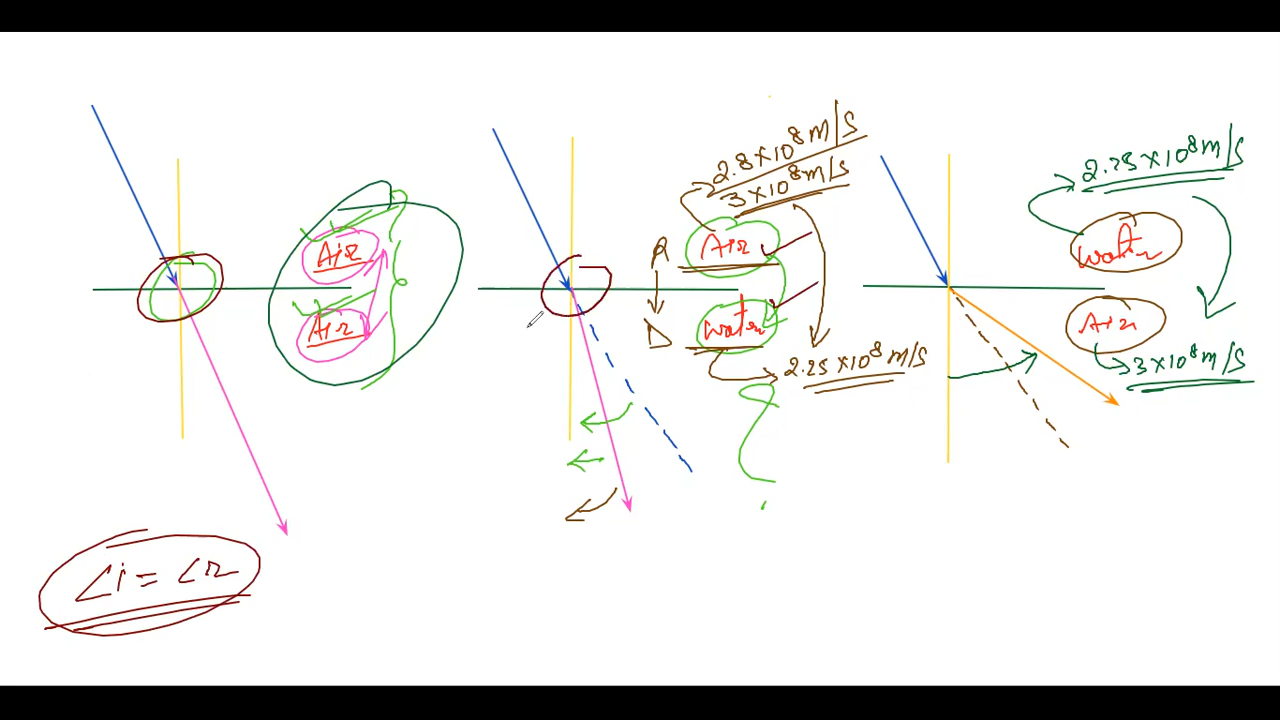 Air
Air
∠i = ∠r
2.8×10⁸ m/s
3×10⁸ m/s
R
Air
D
water
2.25×10⁸ m/s
2.25×10⁸ m/s
water
Air
3×10⁸ m/s